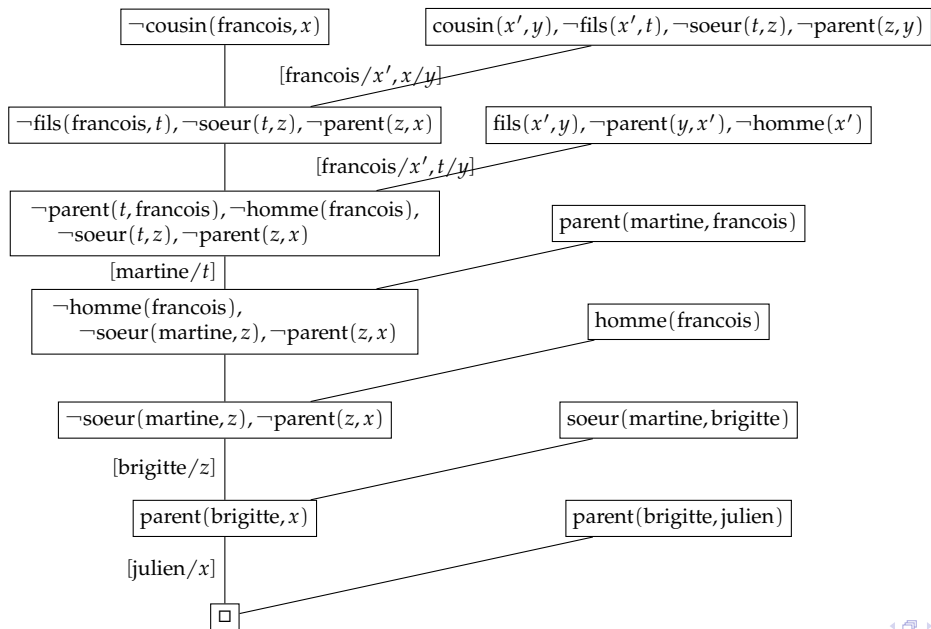 ¬cousin(francois, x)
cousin(x′, y), ¬fils(x′, t), ¬soeur(t, z), ¬parent(z, y)
[francois/x′, x/y]
¬fils(francois, t), ¬soeur(t, z), ¬parent(z, x)
fils(x′, y), ¬parent(y, x′), ¬homme(x′)
[francois/x′, t/y]
¬parent(t, francois), ¬homme(francois),
¬soeur(t, z), ¬parent(z, x)
parent(martine, francois)
[martine/t]
¬homme(francois),
¬soeur(martine, z), ¬parent(z, x)
homme(francois)
¬soeur(martine, z), ¬parent(z, x)
soeur(martine, brigitte)
[brigitte/z]
parent(brigitte, x)
parent(brigitte, julien)
[julien/x]
□